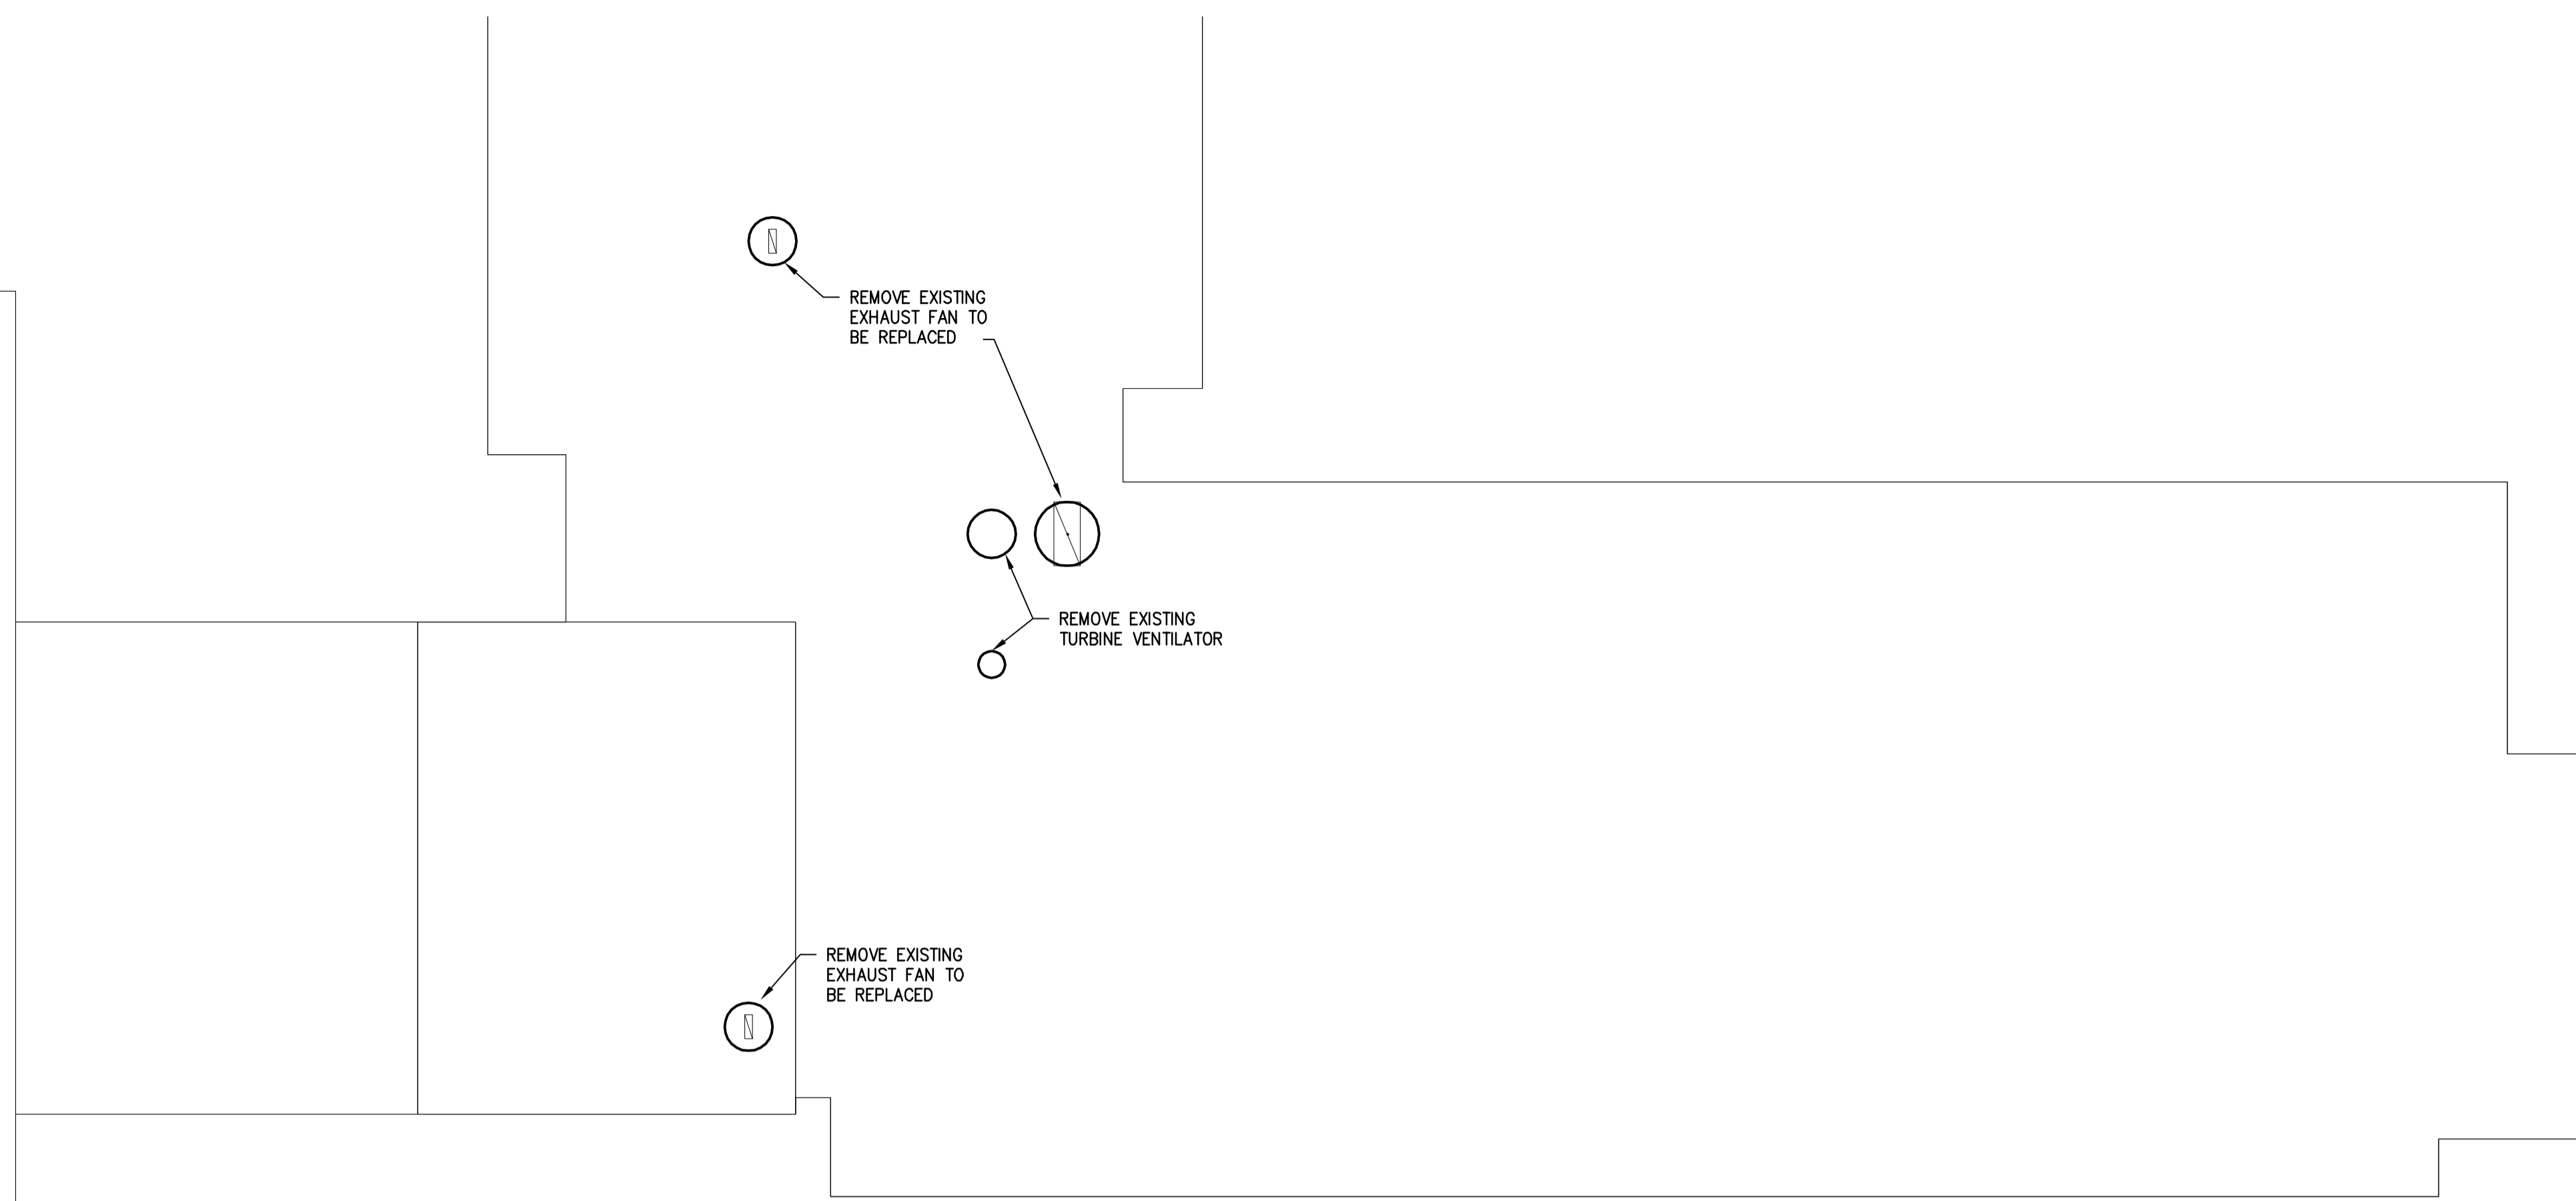 REMOVE EXISTING
EXHAUST FAN TO
BE REPLACED
REMOVE EXISTING
TURBINE VENTILATOR
REMOVE EXISTING
EXHAUST FAN TO
BE REPLACED